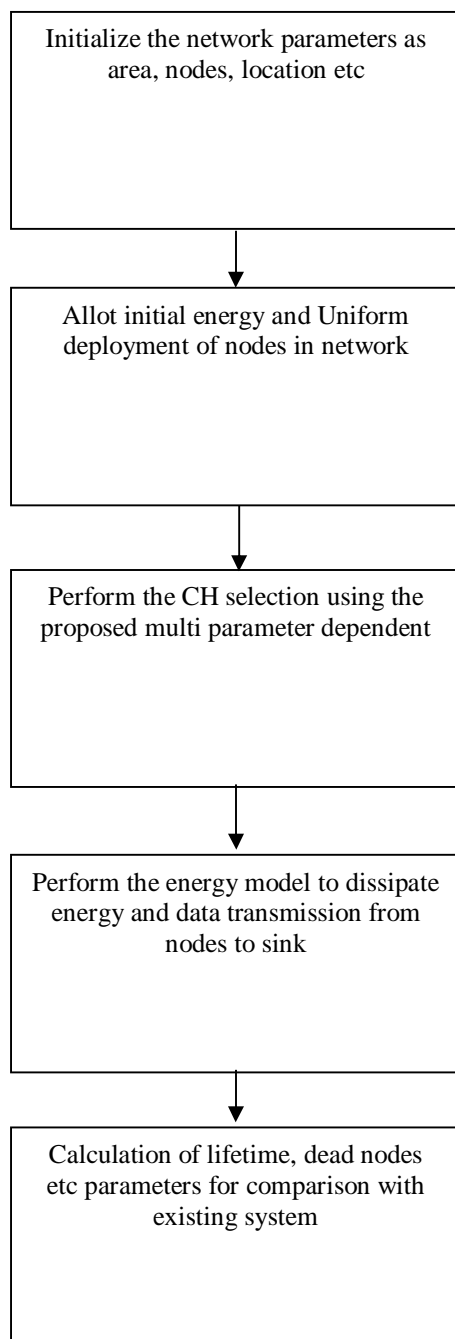 Initialize the network parameters as
area, nodes, location etc
Allot initial energy and Uniform
deployment of nodes in network
Perform the CH selection using the
proposed multi parameter dependent
Perform the energy model to dissipate
energy and data transmission from
nodes to sink
Calculation of lifetime, dead nodes
etc parameters for comparison with
existing system